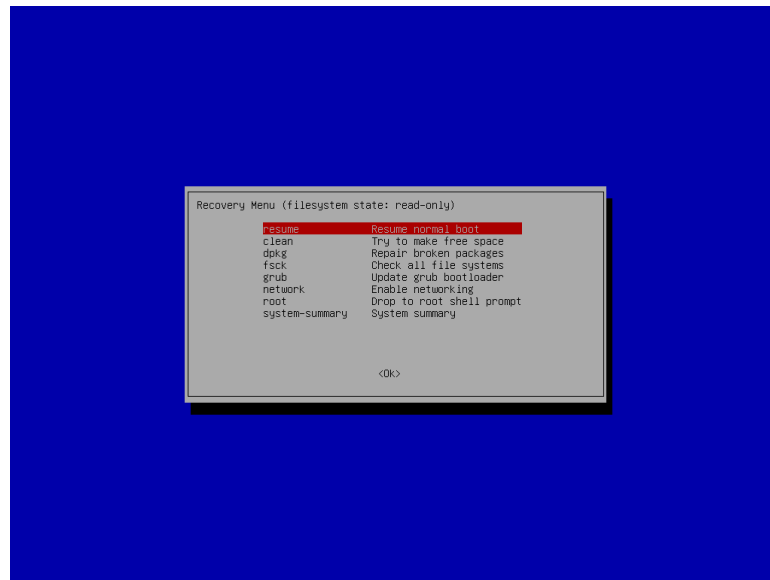 Recovery Menu (filesystem state: read-only)
resume Resume normal boot
clean Try to make free space
dpkg Repair broken packages
fsck Check all file systems
grub Update grub bootloader
network Enable networking
root Drop to root shell prompt
system-summary System summary
<Ok>